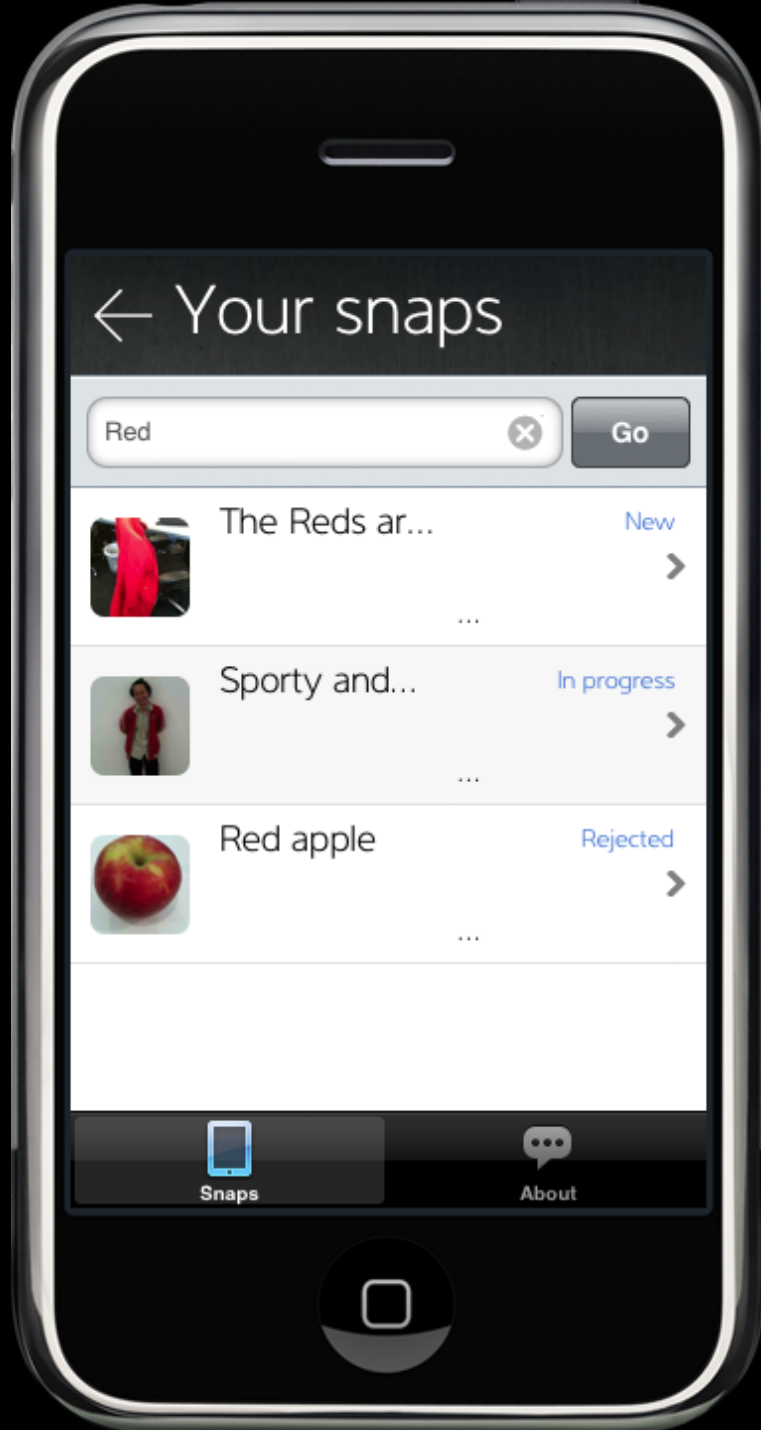 Your snaps
Red
Go
The Reds ar...
New
...
Sporty and...
In progress
...
Red apple
Rejected
...
Snaps
About